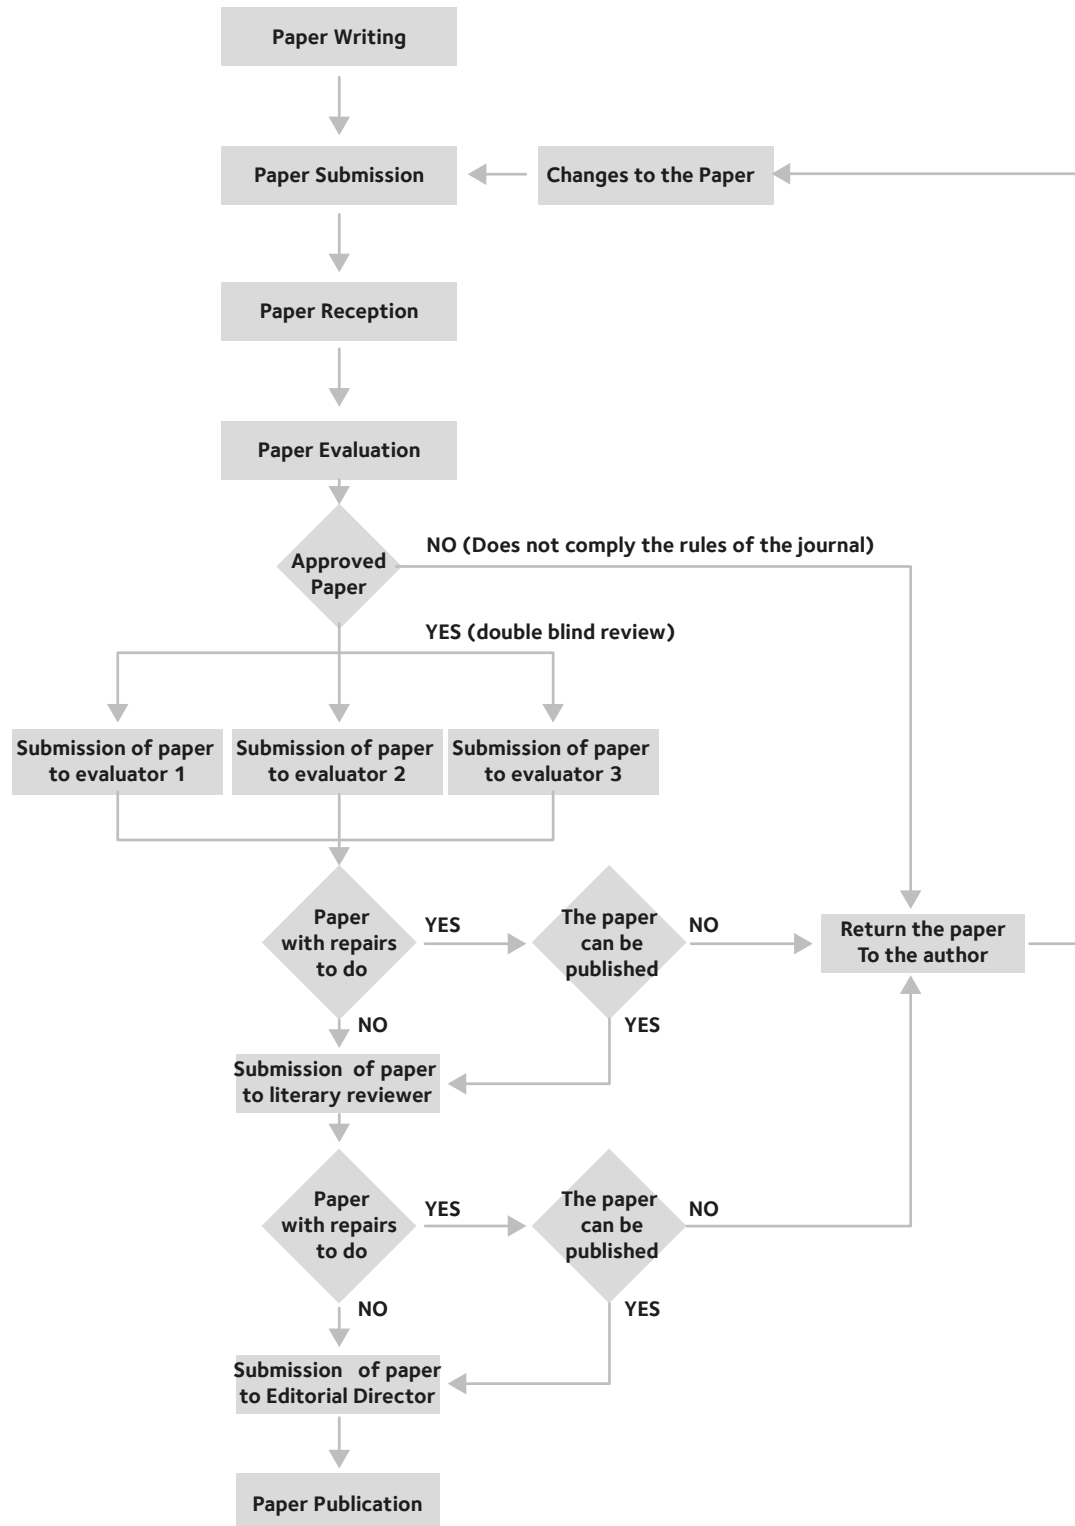 Paper Writing
Paper Submission
Changes to the Paper
Paper Reception
Paper Evaluation
Approved
Paper
NO (Does not comply the rules of the journal)
YES (double blind review)
Submission of paper
to evaluator 1
Submission of paper
to evaluator 2
Submission of paper
to evaluator 3
Paper
with repairs
to do
YES
The paper
can be
published
NO
Return the paper
To the author
NO
YES
Submission of paper
to literary reviewer
Paper
with repairs
to do
YES
The paper
can be
published
NO
NO
YES
Submission of paper
to Editorial Director
Paper Publication